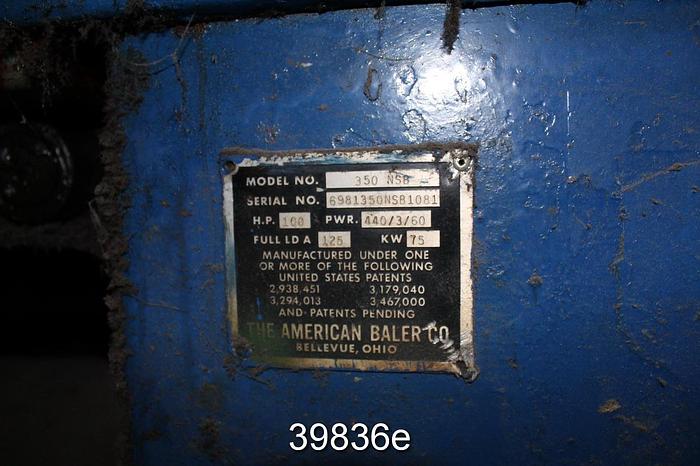 MODEL NO. 350 NSB
SERIAL NO. 6981350NSB1081
H.P. 100 PWR. 440/3/60
FULL LD A 125 KW 75
MANUFACTURED UNDER ONE
OR MORE OF THE FOLLOWING
UNITED STATES PATENTS
2,938,451 3,179,040
3,294,013 3,467,000
AND PATENTS PENDING
THE AMERICAN BALER CO
BELLEVUE, OHIO
39836e